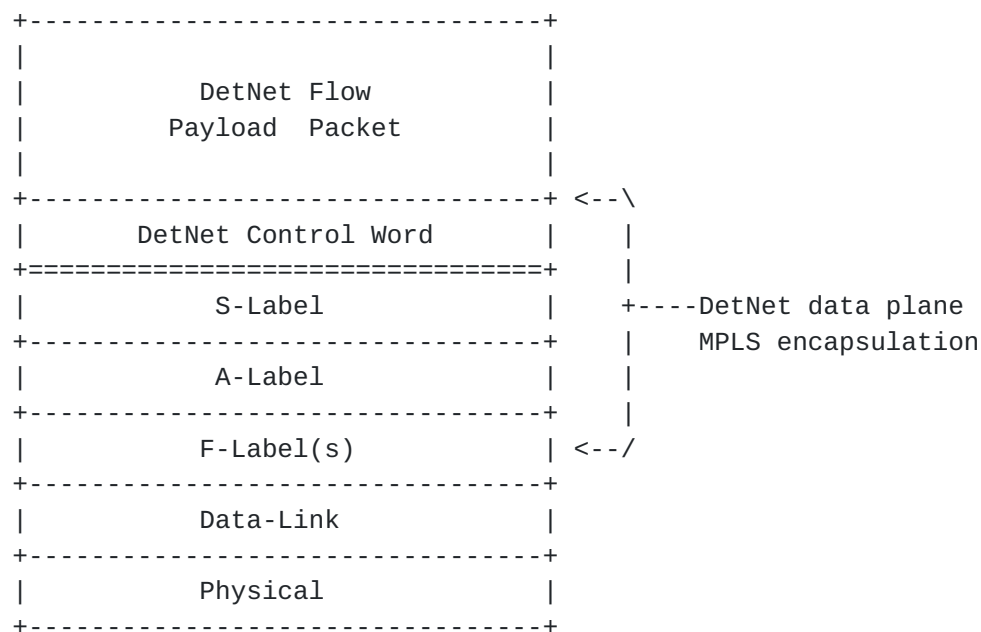 DetNet Flow
Payload  Packet
DetNet Control Word
S-Label
DetNet data plane
MPLS encapsulation
A-Label
F-Label(s)
Data-Link
Physical